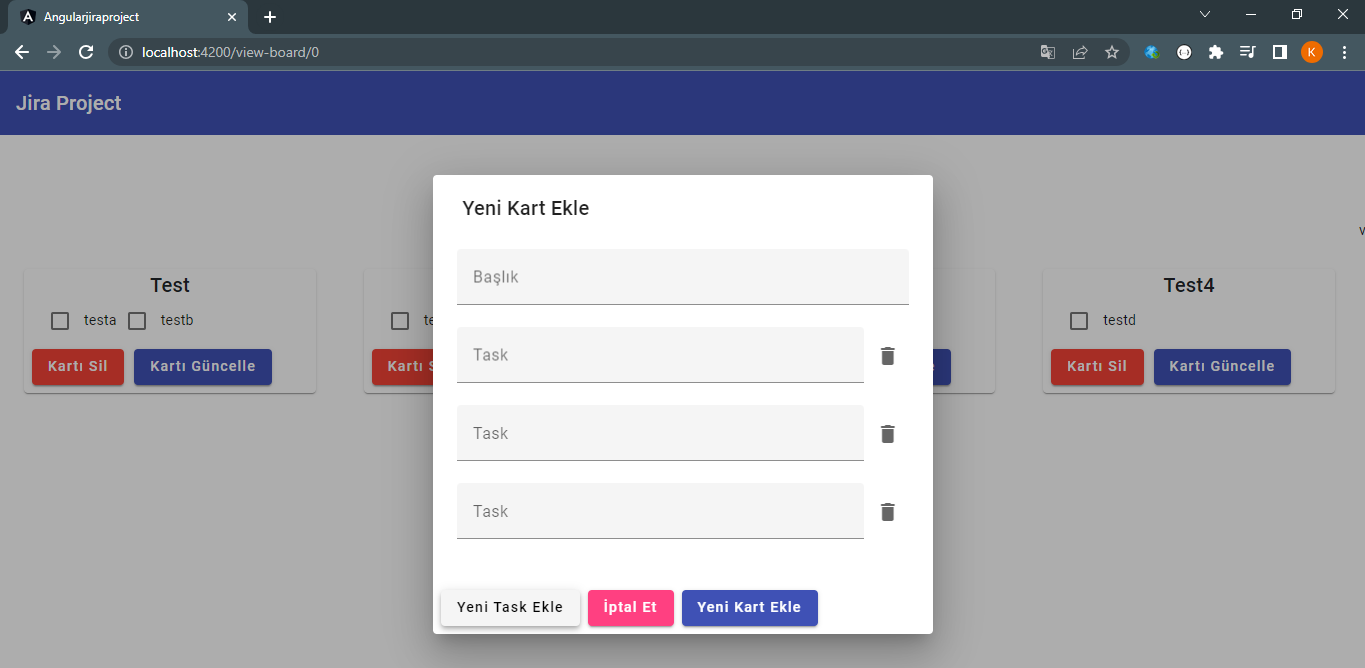 Angularjiraproject
localhost:4200/view-board/0
K
Jira Project
Yeni Kart Ekle
Başlık
Task
Task
Task
Yeni Task Ekle İptal Et Yeni Kart Ekle
Test
testa testb
Kartı Sil Kartı Güncelle
Kartı
Test4
testd
Kartı Sil Kartı Güncelle